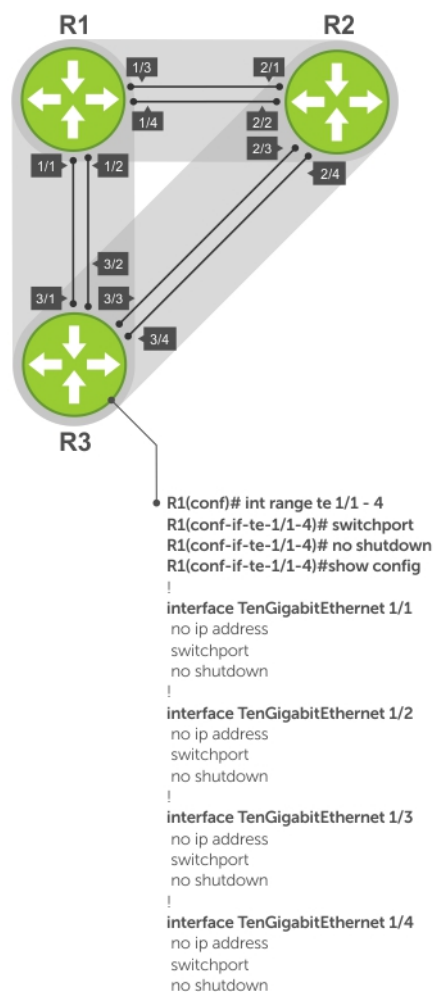 R1
R2
1/3
2/1
1/4
2/2
2/3
1/1
1/2
2/4
3/2
3/1
3/3
3/4
R3
R1(conf)# int range te 1/1 - 4
R1(conf-if-te-1/1-4)# switchport
R1(conf-if-te-1/1-4)# no shutdown
R1(conf-if-te-1/1-4)#show config
!
interface TenGigabitEthernet 1/1
no ip address
switchport
no shutdown
!
interface TenGigabitEthernet 1/2
no ip address
switchport
no shutdown
!
interface TenGigabitEthernet 1/3
no ip address
switchport
no shutdown
!
interface TenGigabitEthernet 1/4
no ip address
switchport
no shutdown